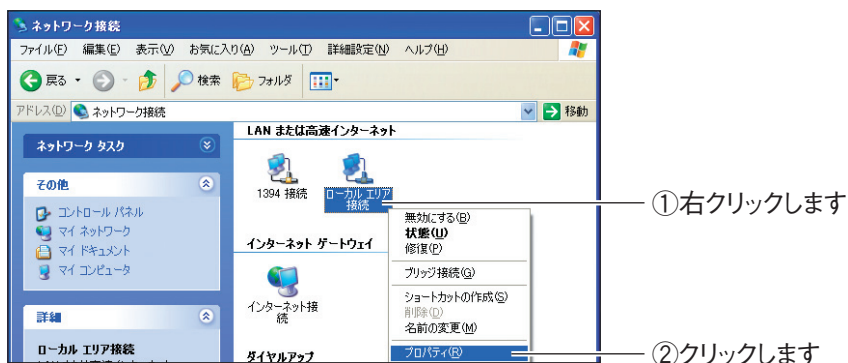 ネットワーク接続
ファイル(F) 編集(E) 表示(V) お気に入り(A) ツール(T) 詳細設定(N) ヘルプ(H)
戻る 検索 フォルダ
アドレス(D) ネットワーク接続 移動
ネットワーク タスク
その他
コントロール パネル
マイ ネットワーク
マイ ドキュメント
マイ コンピュータ
詳細
ローカル エリア接続
LAN または高速インターネット
1394 接続
ローカル エリア
接続
インターネット ゲートウェイ
インターネット接
続
ダイヤルアップ
無効にする(B)
状態(U)
修復(P)
ブリッジ接続(G)
ショートカットの作成(S)
削除(D)
名前の変更(M)
プロパティ(R)
①右クリックします
②クリックします